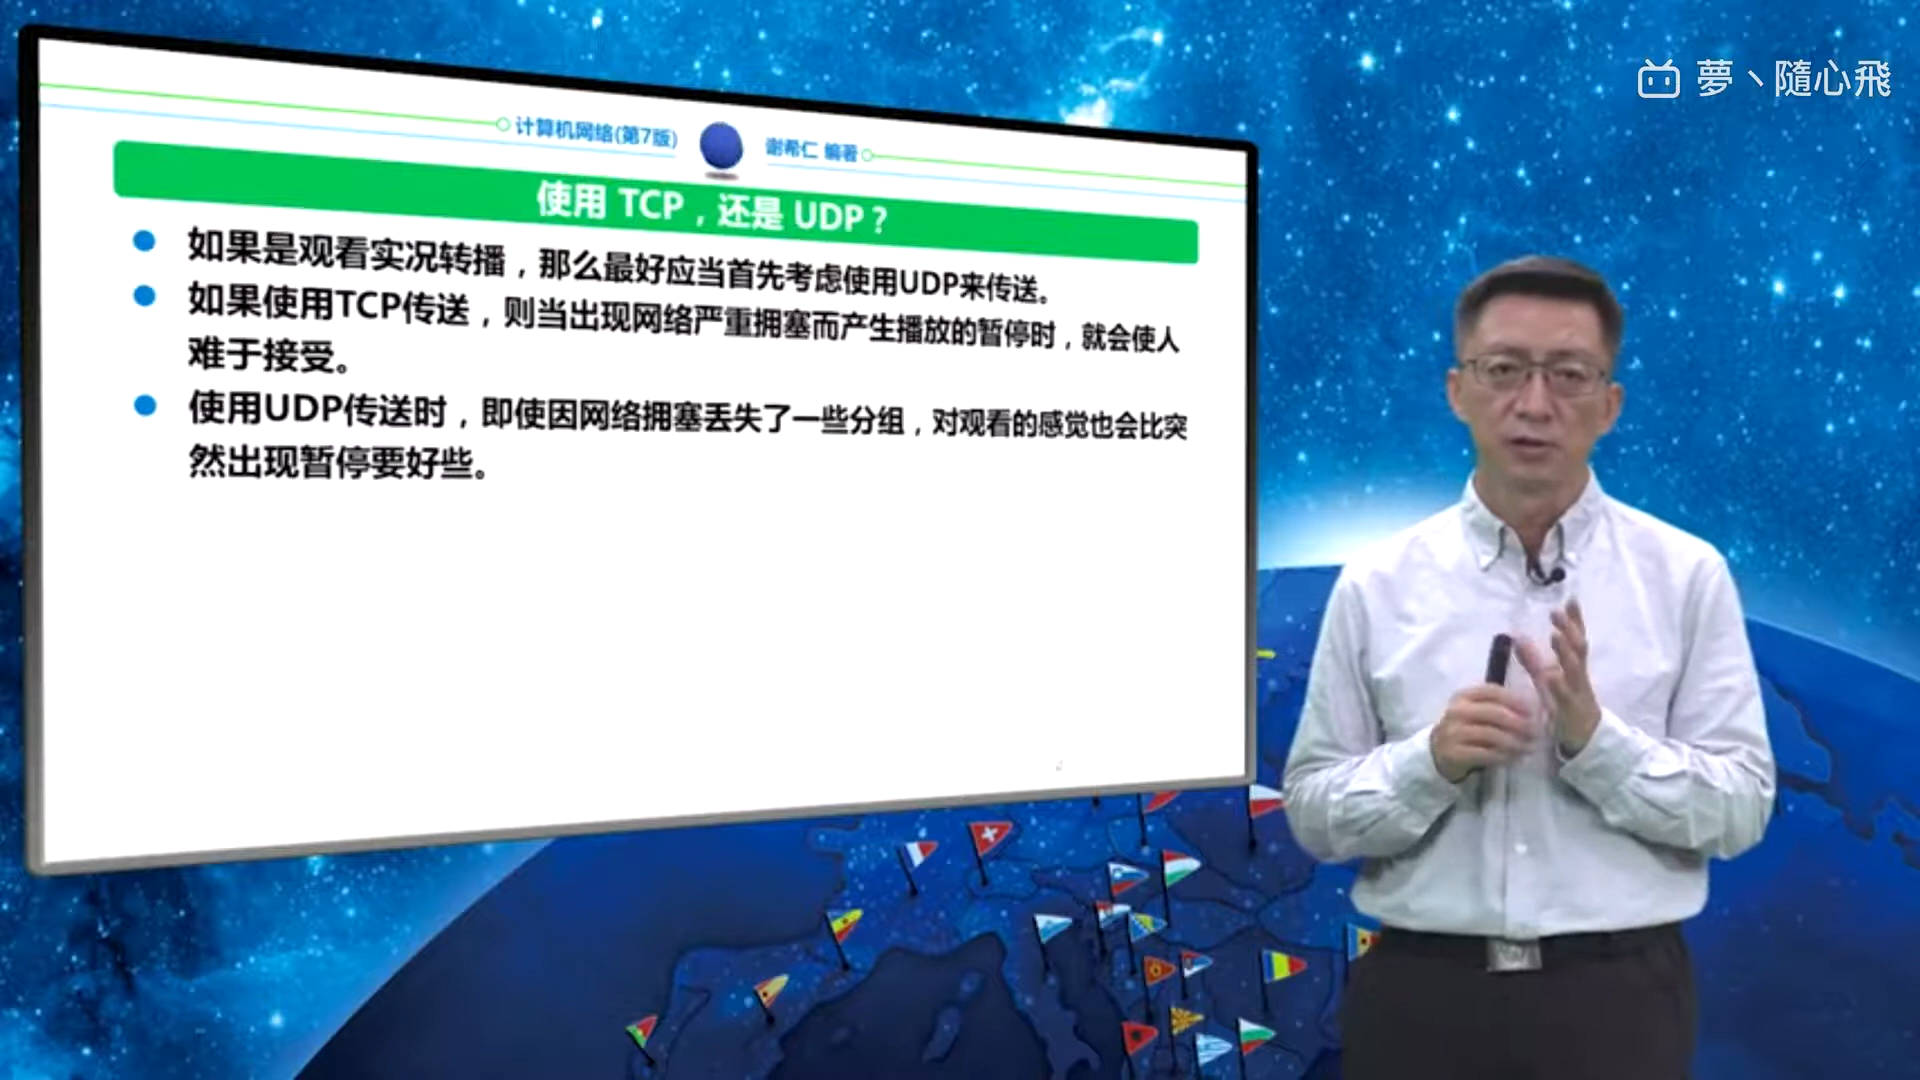 夢丶隨心飛
计算机网络(第7版)
谢希仁 编著
使用 TCP，还是 UDP？
如果是观看实况转播，那么最好应当首先考虑使用UDP来传送。
如果使用TCP传送，则当出现网络严重拥塞而产生播放的暂停时，就会使人
难于接受。
使用UDP传送时，即使因网络拥塞丢失了一些分组，对观看的感觉也会比突
然出现暂停要好些。